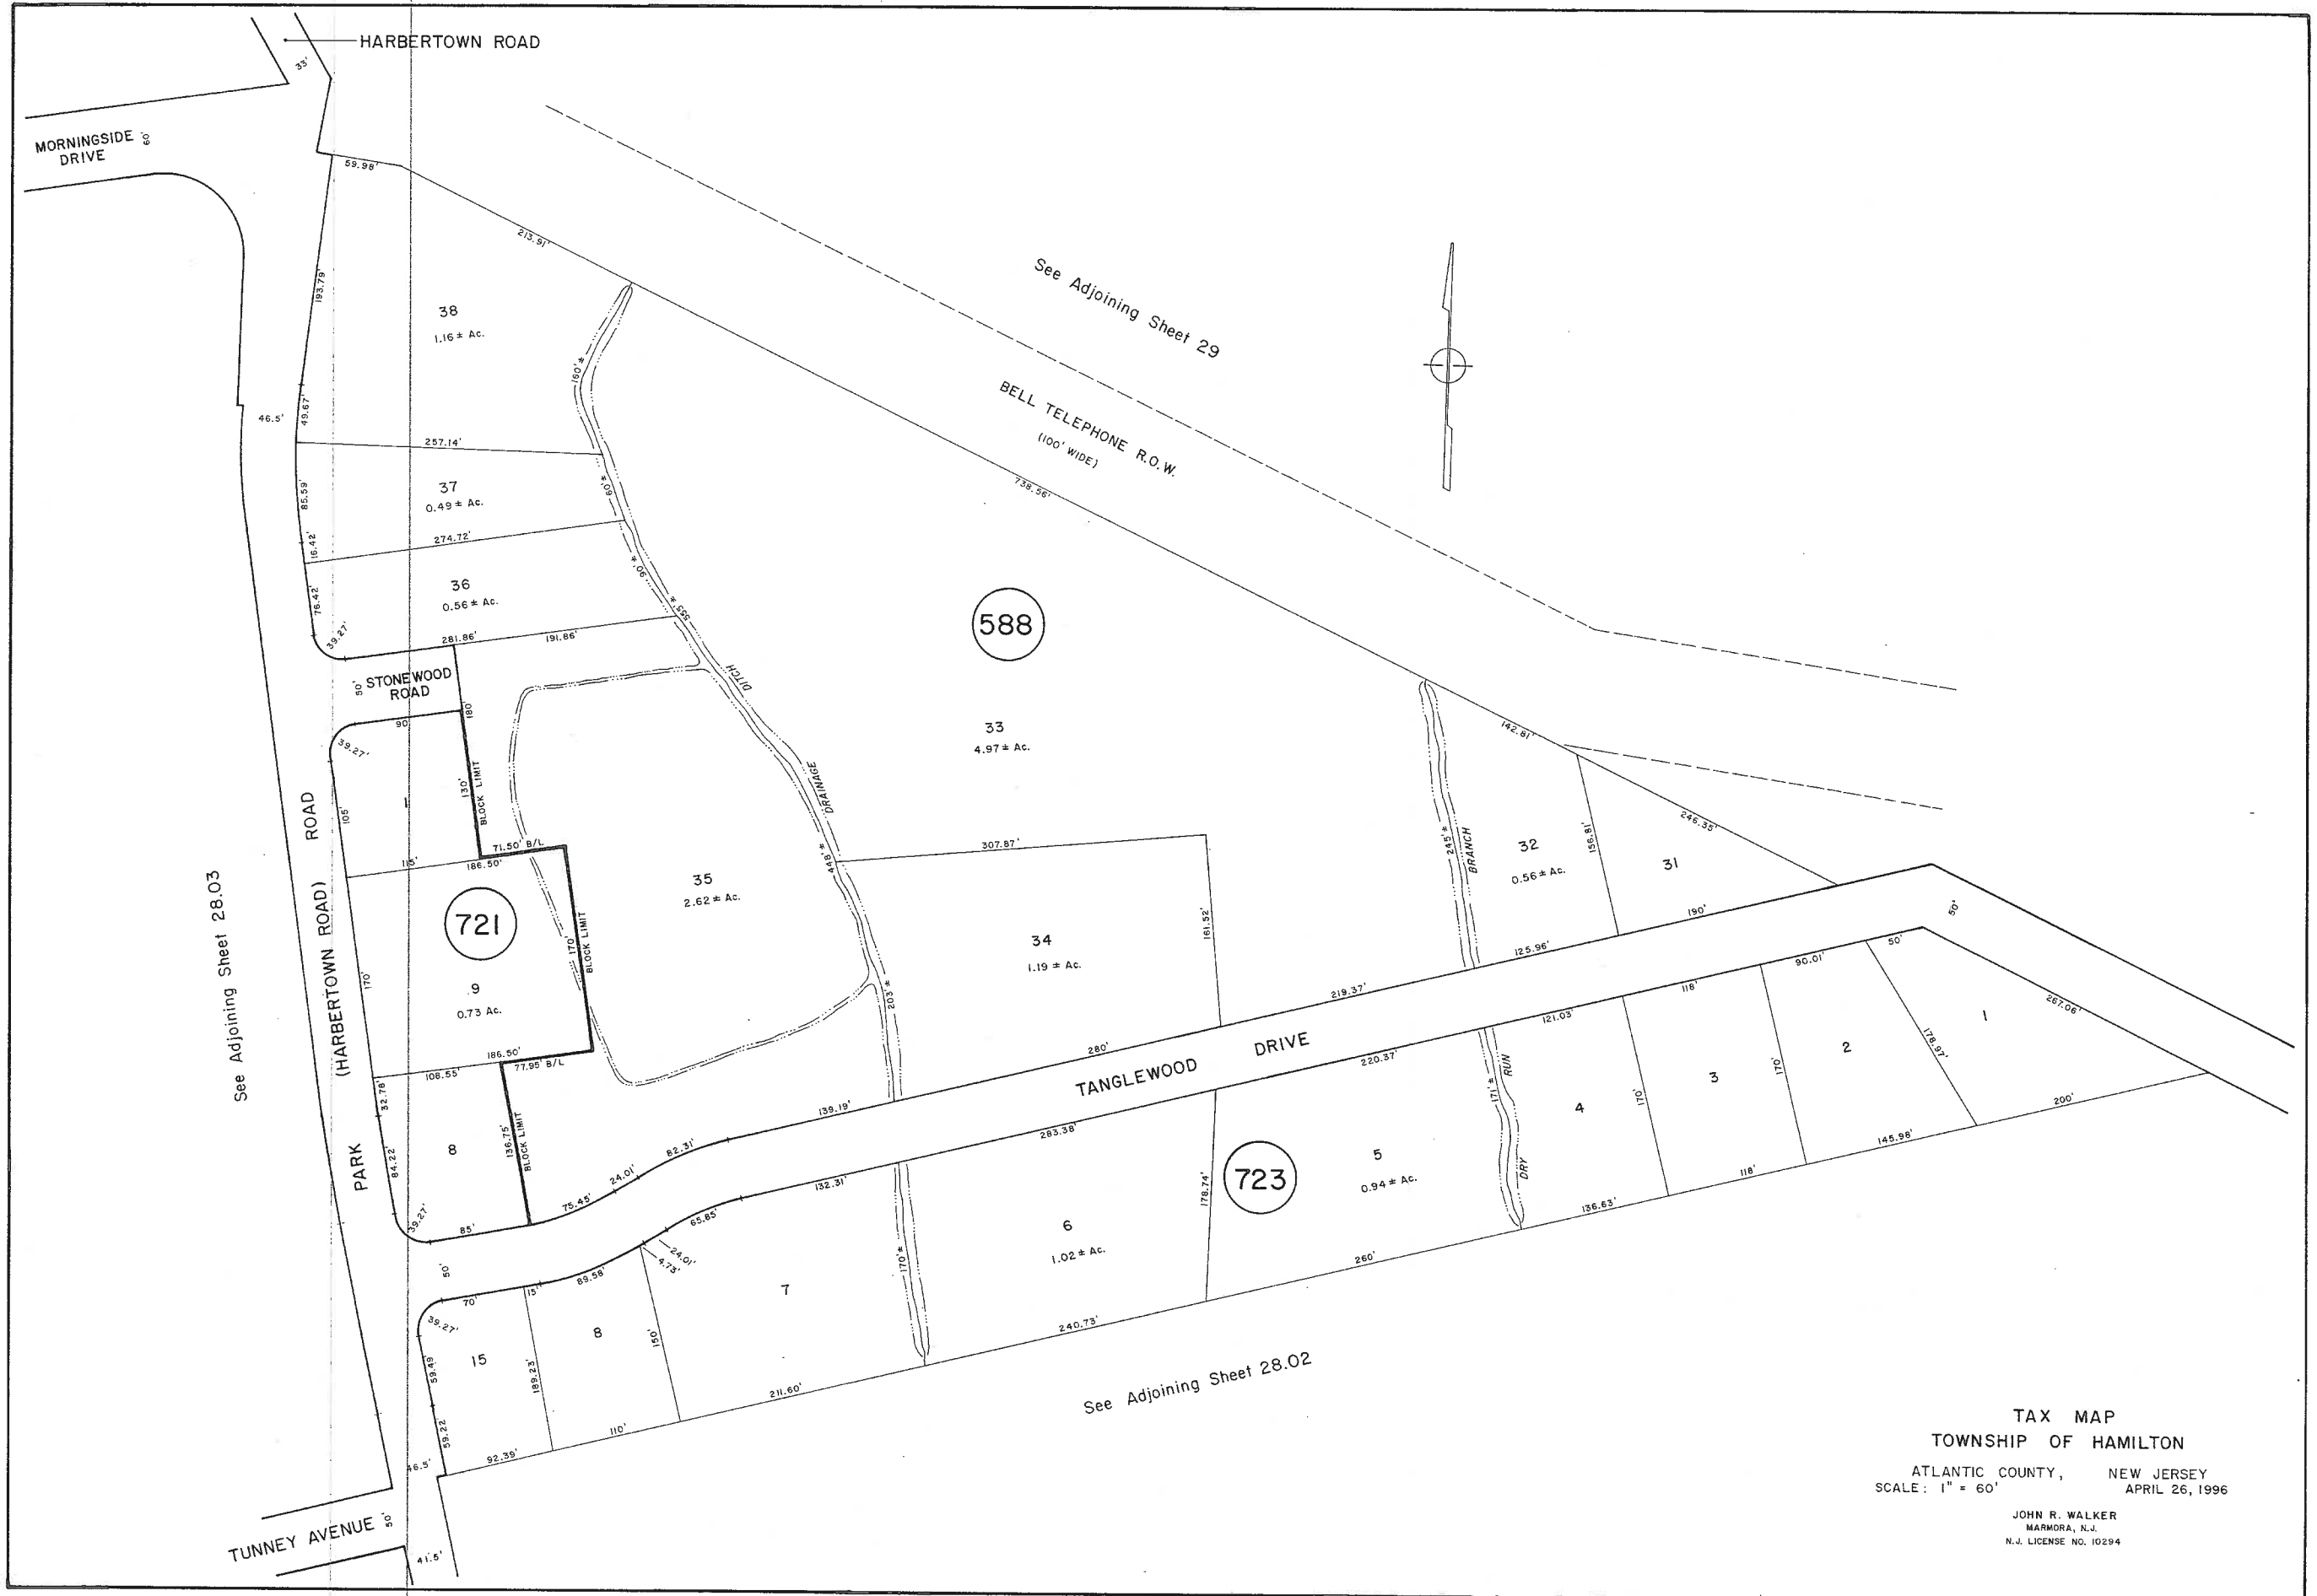 HARBERTOWN ROAD
33'
MORNINGSIDE
DRIVE
60'
59.98'
213.91'
193.79'
38
1.16 ± Ac.
160' ±
See Adjoining Sheet 29
BELL TELEPHONE R.O.W.
(100' WIDE)
738.56'
46.5'
49.67'
257.14'
37
0.49 ± Ac.
85.59'
60' ±
16.42'
274.72'
36
0.56 ± Ac.
90' ±
76.42'
39.27'
281.86'
191.86'
555' ±
588
STONEWOOD
ROAD
50'
180'
90'
39.27'
DITCH
33
4.97 ± Ac.
142.81'
130'
BLOCK LIMIT
1
105'
DRAINAGE
448' ±
71.50' B/L
115'
186.50'
307.87'
245' ±
BRANCH
32
0.56 ± Ac.
156.81'
246.35'
31
190'
125.96'
ROAD
(HARBERTOWN ROAD)
PARK
See Adjoining Sheet 28.03
721
35
2.62 ± Ac.
170'
BLOCK LIMIT
170'
9
0.73 Ac.
34
1.19 ± Ac.
161.52'
203' ±
219.37'
280'
186.50'
77.95' B/L
108.55'
32.78'
84.22'
8
136.75'
BLOCK LIMIT
39.27'
85'
75.45'
24.01'
82.31'
139.19'
TANGLEWOOD DRIVE
50'
50'
90.01'
118'
121.03'
220.37'
283.38'
132.31'
65.85'
24.01'
4.73'
89.58'
15'
70'
50'
39.27'
267.06'
1
178.97'
2
170'
3
170'
4
171' ±
DRY RUN
5
0.94 ± Ac.
723
178.74'
6
1.02 ± Ac.
170' ±
7
150'
8
189.23'
15
59.49'
59.22'
200'
145.98'
118'
136.63'
260'
240.73'
211.60'
110'
92.39'
46.5'
See Adjoining Sheet 28.02
TUNNEY AVENUE
50'
41.5'
TAX MAP
TOWNSHIP OF HAMILTON
ATLANTIC COUNTY, NEW JERSEY
SCALE: 1" = 60' APRIL 26, 1996
JOHN R. WALKER
MARMORA, N.J.
N.J. LICENSE NO. 10294